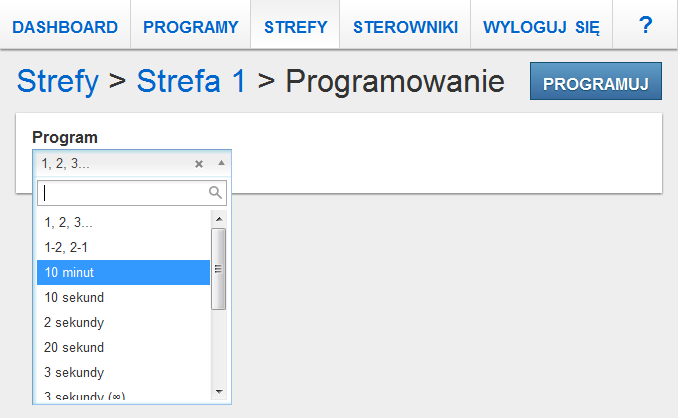 DASHBOARD PROGRAMY STREFY STEROWNIKI WYLOGUJ SIĘ ?
Strefy > Strefa 1 > Programowanie PROGRAMUJ
Program
1, 2, 3...
1, 2, 3...
1-2, 2-1
10 minut
10 sekund
2 sekundy
20 sekund
3 sekundy
3 sekundy (∞)